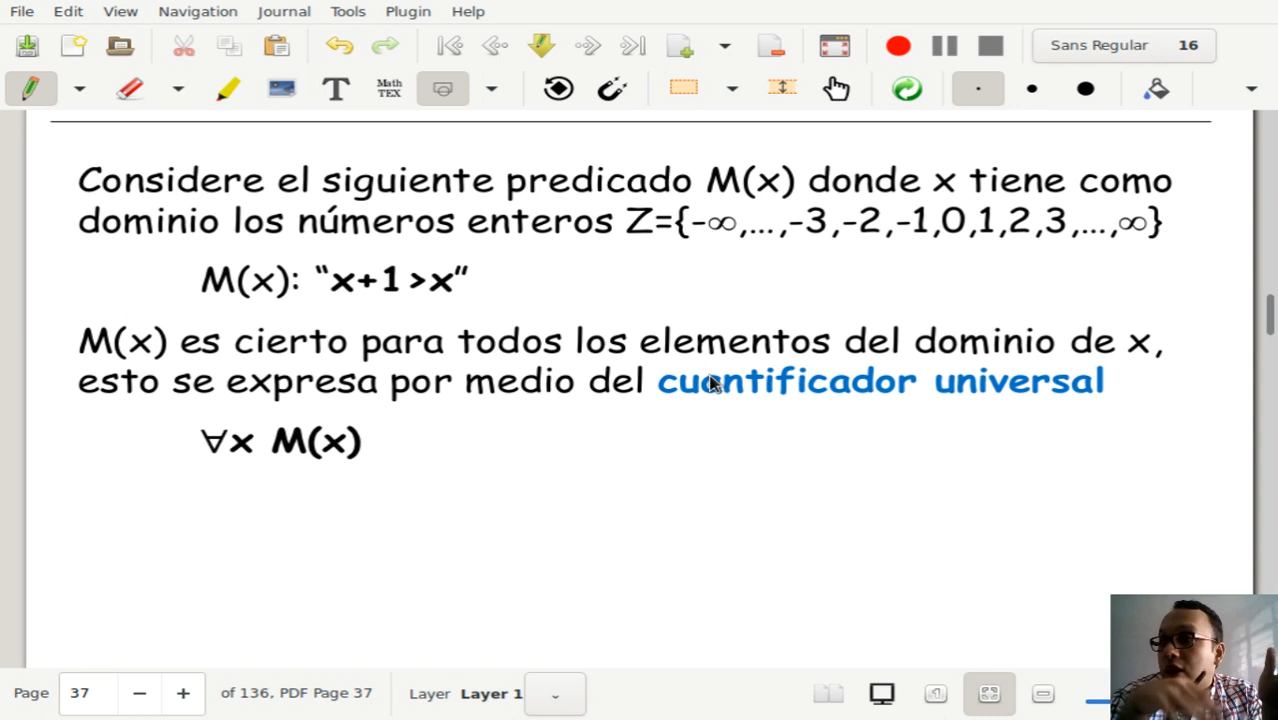 File Edit View Navigation Journal Tools Plugin Help
Sans Regular 16
T Math TEX
Considere el siguiente predicado M(x) donde x tiene como
dominio los números enteros Z={-∞,...,-3,-2,-1,0,1,2,3,...,∞}
M(x): “x+1>x”
M(x) es cierto para todos los elementos del dominio de x,
esto se expresa por medio del cuantificador universal
∀x M(x)
Page 37 − + of 136, PDF Page 37 Layer Layer 1